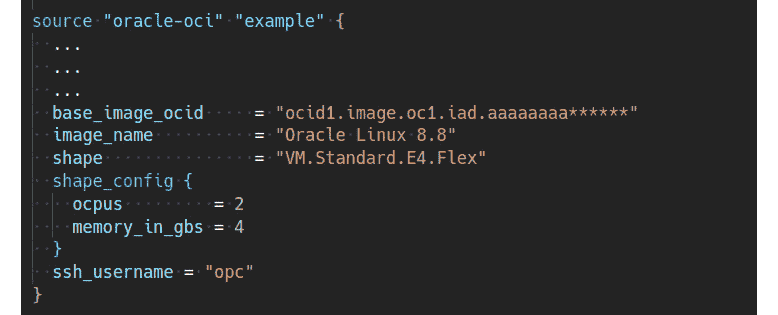 source "oracle-oci" "example" {
  ...
  ...
  ...
  base_image_ocid     = "ocid1.image.oc1.iad.aaaaaaaa******"
  image_name          = "Oracle Linux 8.8"
  shape               = "VM.Standard.E4.Flex"
  shape_config {
    ocpus         = 2
    memory_in_gbs = 4
  }
  ssh_username = "opc"
}